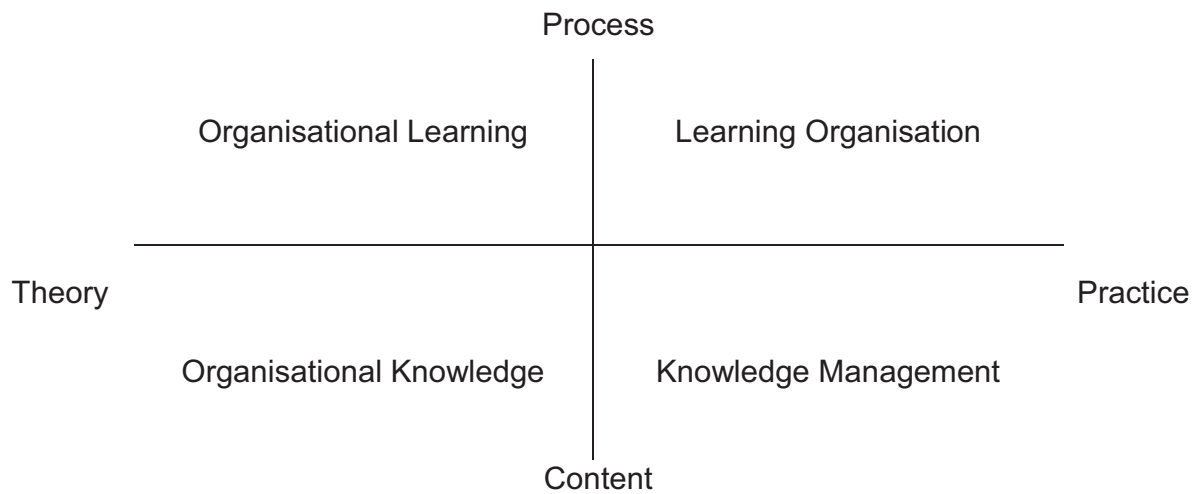 Process
Organisational Learning
Learning Organisation
Theory
Practice
Organisational Knowledge
Knowledge Management
Content